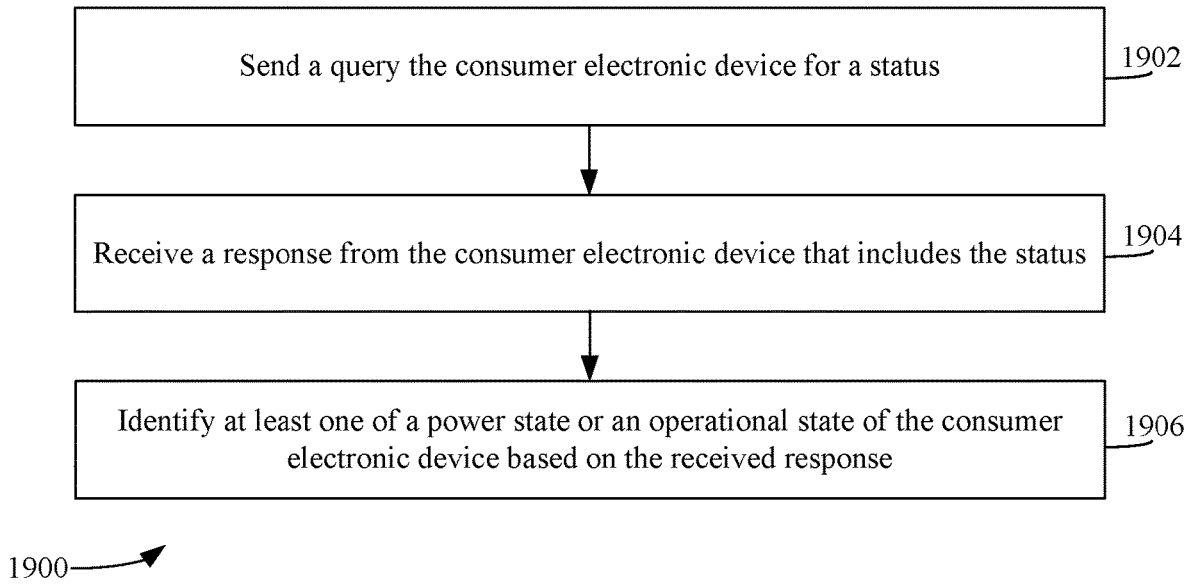 Send a query the consumer electronic device for a status
1902
Receive a response from the consumer electronic device that includes the status
1904
Identify at least one of a power state or an operational state of the consumer
electronic device based on the received response
1906
1900